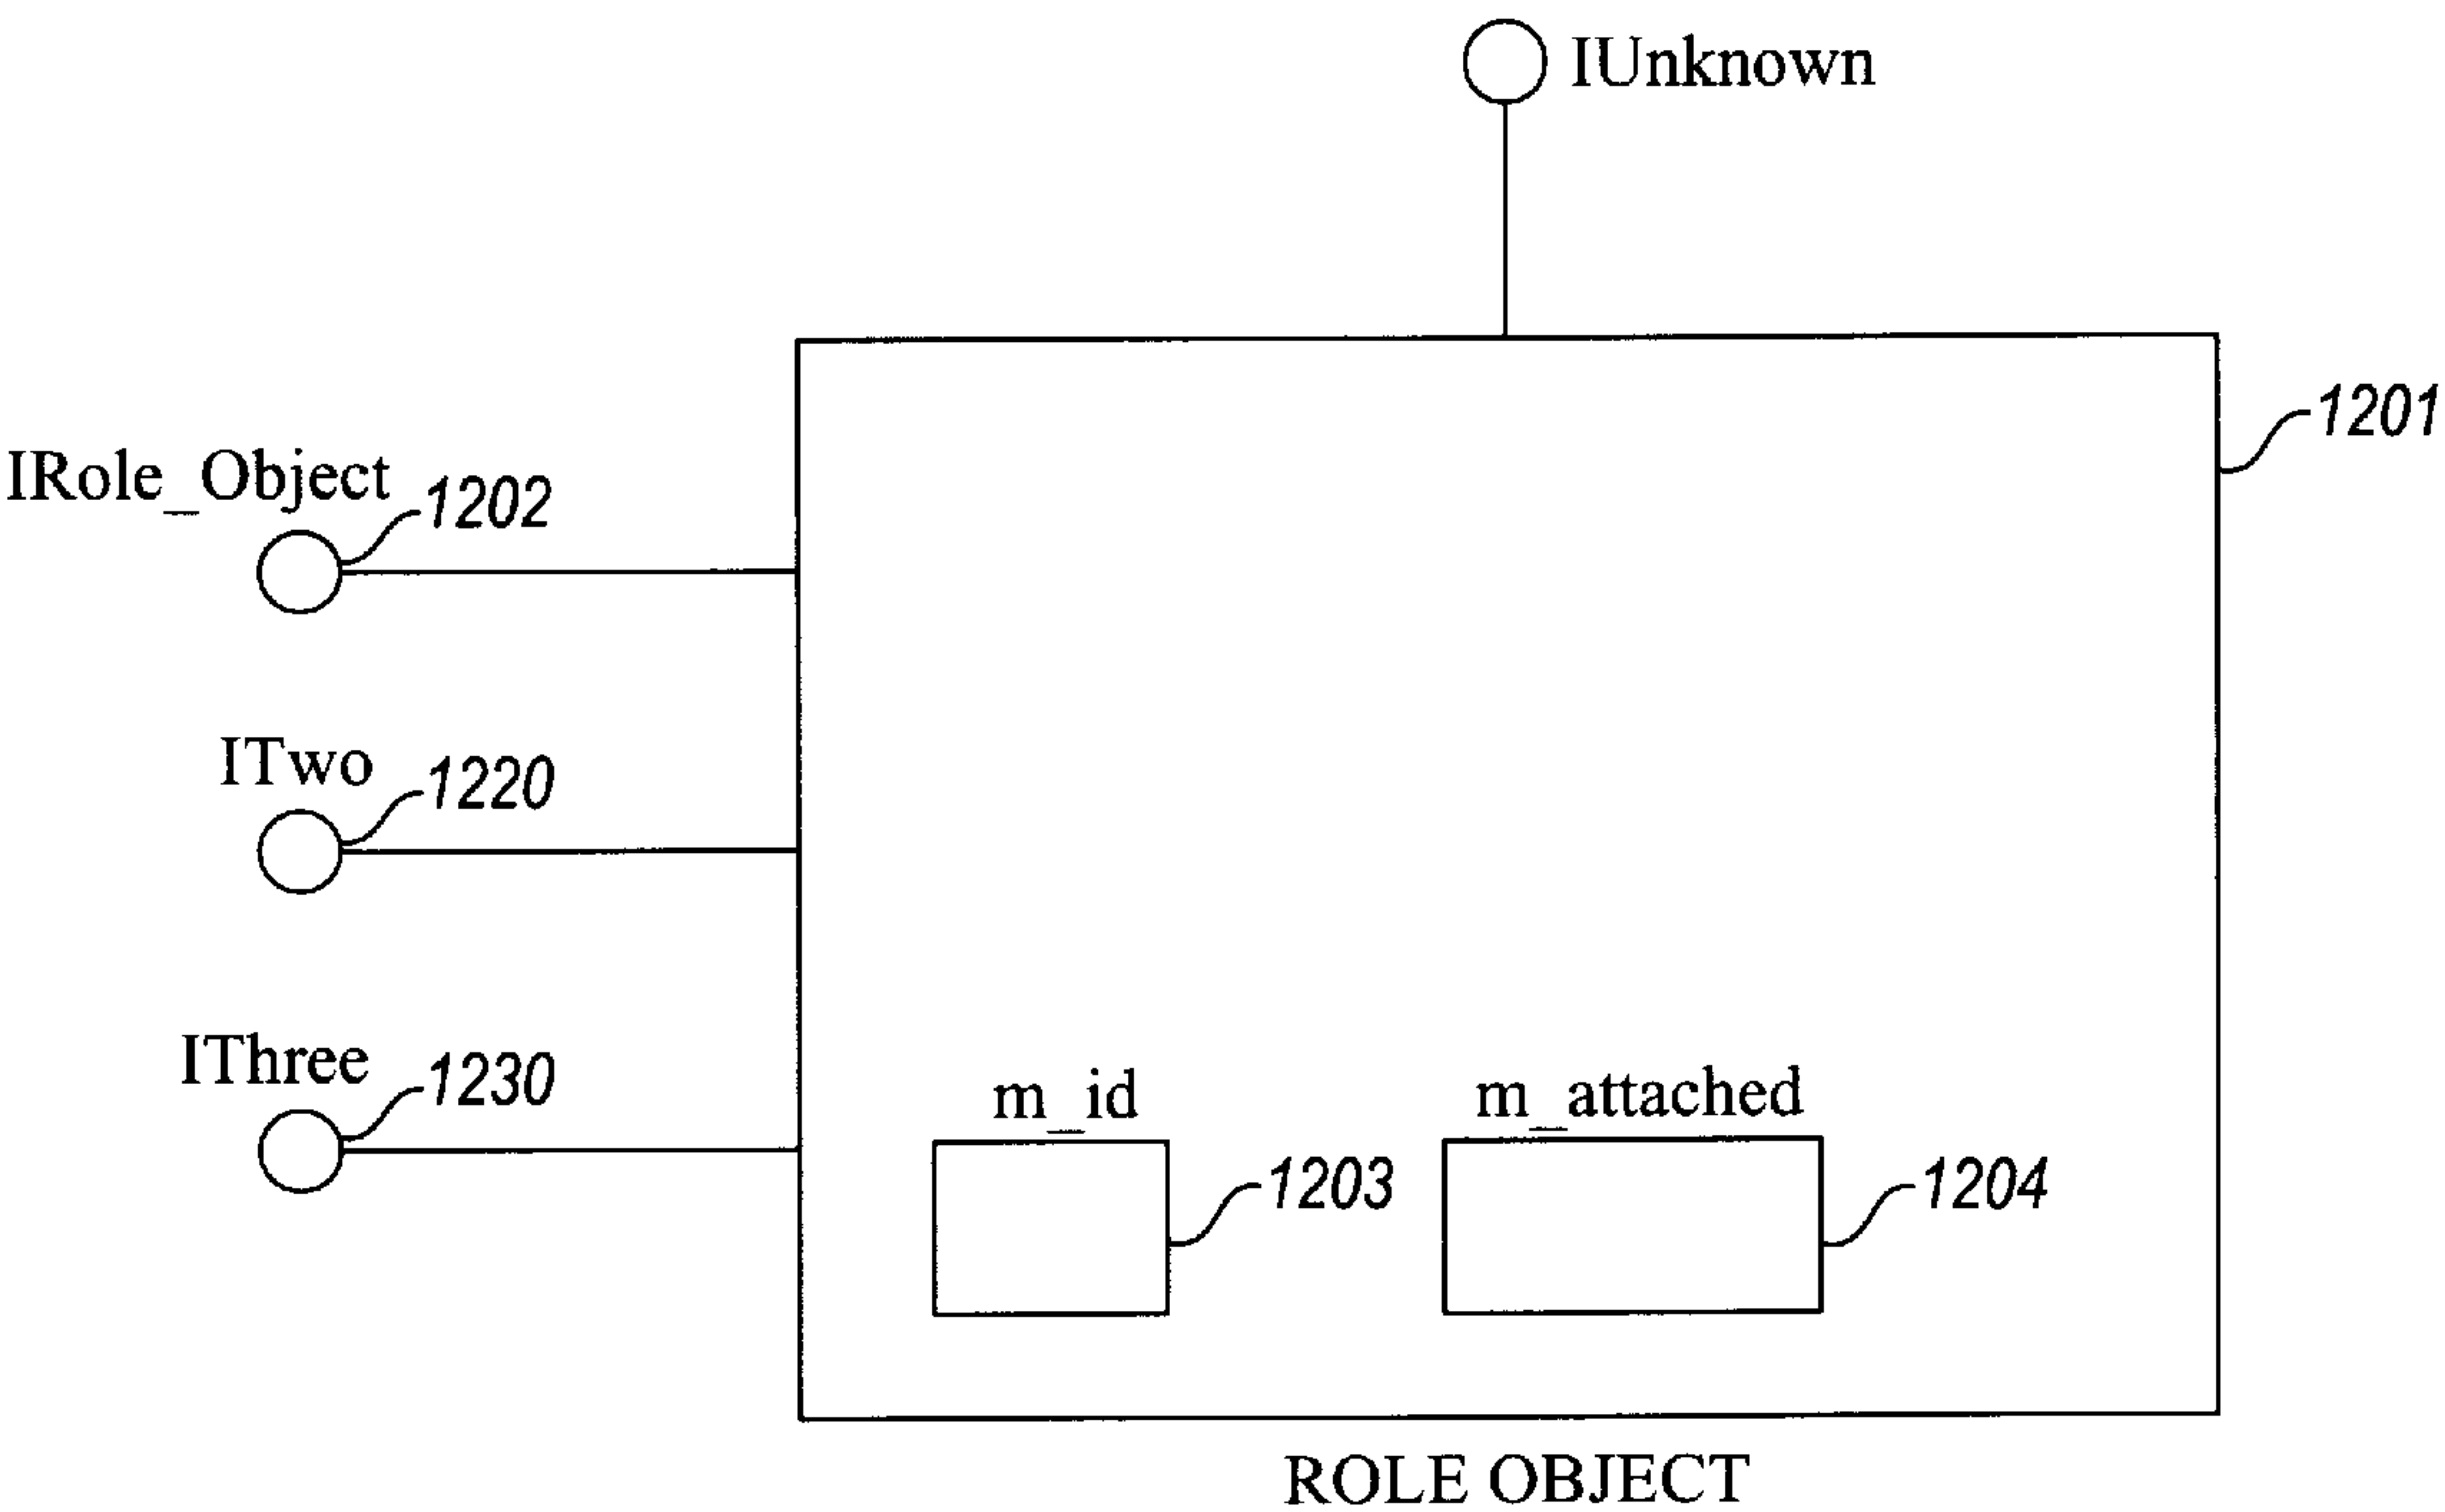 IUnknown
1201
IRole_Object
1202
ITwo
1220
IThree
1230
m_id
m_attached
1203
1204
ROLE OBJECT